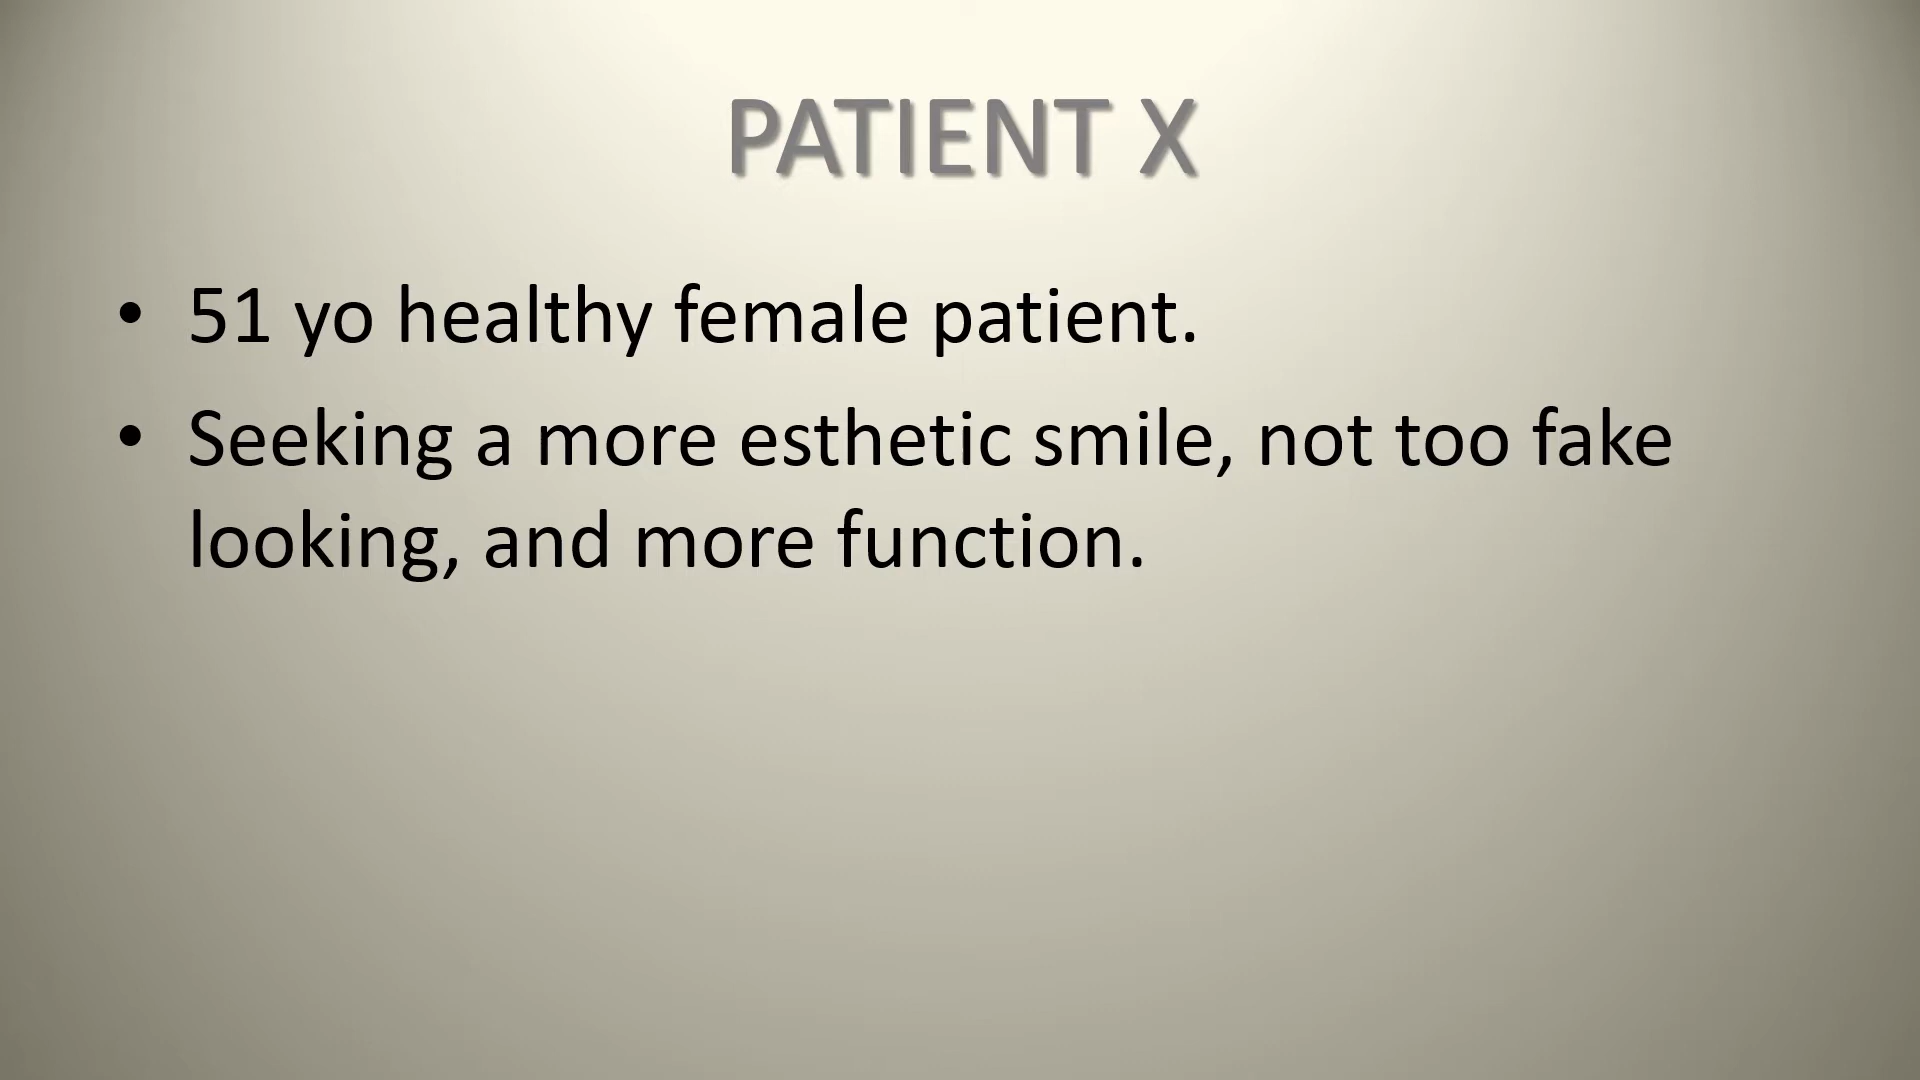 PATIENT X
• 51 yo healthy female patient.
• Seeking a more esthetic smile, not too fake
looking, and more function.